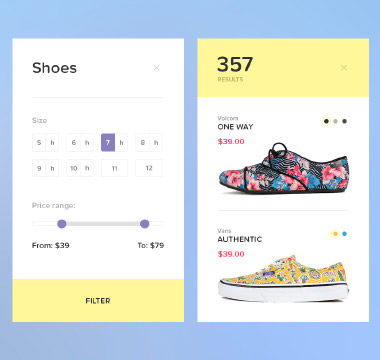 Shoes
×
Size
5 h 6 h 7 h 8 h
9 h 10 h 11 12
Price range:
From: $39 To: $79
FILTER
357
RESULTS
×
Volcom
ONE WAY
$39.00
Vans
AUTHENTIC
$39.00